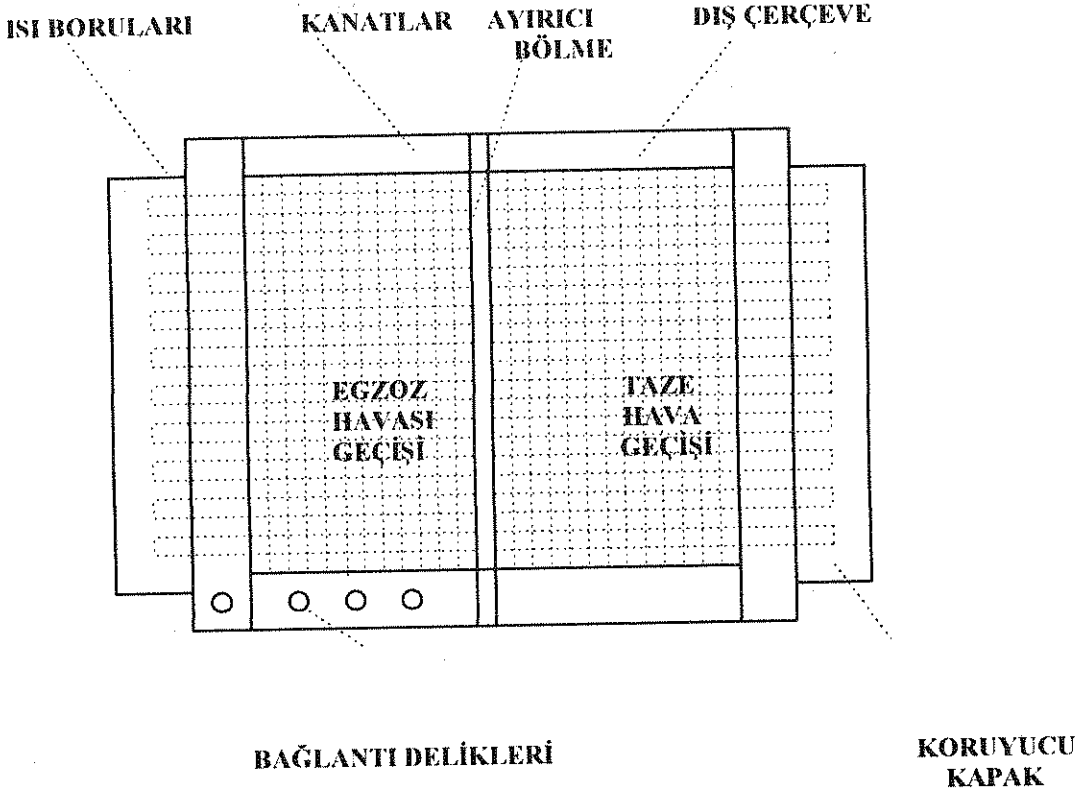 ISI BORULARI
KANATLAR
AYIRICI
BÖLME
DIŞ ÇERÇEVE
EGZOZ
HAVASI
GEÇİŞİ
TAZE
HAVA
GEÇİŞİ
BAĞLANTI DELİKLERİ
KORUYUCU
KAPAK